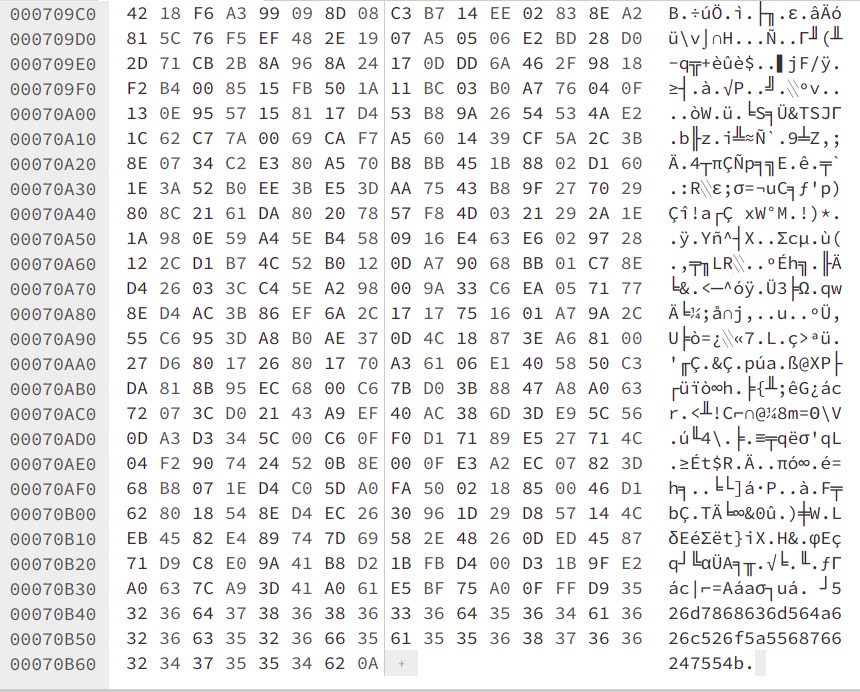 000709C0 42 18 F6 A3 99 09 8D 08 C3 B7 14 EE 02 83 8E A2 B.÷úÖ.ì.├╖.ε.âÄó
000709D0 81 5C 76 F5 EF 48 2E 19 07 A5 05 06 E2 BD 28 D0 ü\v⌡∩H...Ñ..Γ╜(╨
000709E0 2D 71 CB 2B 8A 96 8A 24 17 0D DD 6A 46 2F 98 18 -q╦+èûè$..▌jF/ÿ.
000709F0 F2 B4 00 85 15 FB 50 1A 11 BC 03 B0 A7 76 04 0F ≥┤.à.√P..╝.░ºv..
00070A00 13 0E 95 57 15 81 17 D4 53 B8 9A 26 54 53 4A E2 ..òW.ü.╘S╕Ü&TSJΓ
00070A10 1C 62 C7 7A 00 69 CA F7 A5 60 14 39 CF 5A 2C 3B .b╟z.i╩≈Ñ`.9╧Z,;
00070A20 8E 07 34 C2 E3 80 A5 70 B8 BB 45 1B 88 02 D1 60 Ä.4┬πÇÑp╕╗E.ê.╤`
00070A30 1E 3A 52 B0 EE 3B E5 3D AA 75 43 B8 9F 27 70 29 .:R░ε;σ=¬uC╕ƒ'p)
00070A40 80 8C 21 61 DA 80 20 78 57 F8 4D 03 21 29 2A 1E Çî!a┌Ç xW°M.!)*.
00070A50 1A 98 0E 59 A4 5E B4 58 09 16 E4 63 E6 02 97 28 .ÿ.Yñ^┤X..Σcµ.ù(
00070A60 12 2C D1 B7 4C 52 B0 12 0D A7 90 68 BB 01 C7 8E .,╤╖LR░..ºÉh╗.╟Ä
00070A70 D4 26 03 3C C4 5E A2 98 00 9A 33 C6 EA 05 71 77 ╘&.<─^óÿ.Ü3╞Ω.qw
00070A80 8E D4 AC 3B 86 EF 6A 2C 17 17 75 16 01 A7 9A 2C Ä╘¼;å∩j,..u..ºÜ,
00070A90 55 C6 95 3D A8 B0 AE 37 0D 4C 18 87 3E A6 81 00 U╞ò=¿░«7.L.ç>ªü.
00070AA0 27 D6 80 17 26 80 17 70 A3 61 06 E1 40 58 50 C3 '╓Ç.&Ç.púa.ß@XP├
00070AB0 DA 81 8B 95 EC 68 00 C6 7B D0 3B 88 47 A8 A0 63 ┌üïò∞h.╞{╨;êG¿ác
00070AC0 72 07 3C D0 21 43 A9 EF 40 AC 38 6D 3D E9 5C 56 r.<╨!C⌐∩@¼8m=Θ\V
00070AD0 0D A3 D3 34 5C 00 C6 0F F0 D1 71 89 E5 27 71 4C .ú╙4\.╞.≡╤qëσ'qL
00070AE0 04 F2 90 74 24 52 0B 8E 00 0F E3 A2 EC 07 82 3D .≥Ét$R.Ä..πó∞.é=
00070AF0 68 B8 07 1E D4 C0 5D A0 FA 50 02 18 85 00 46 D1 h╕..╘└]á·P..à.F╤
00070B00 62 80 18 54 8E D4 EC 26 30 96 1D 29 D8 57 14 4C bÇ.TÄ╘∞&0û.)╪W.L
00070B10 EB 45 82 E4 89 74 7D 69 58 2E 48 26 0D ED 45 87 δEéΣët}iX.H&.φEç
00070B20 71 D9 C8 E0 9A 41 B8 D2 1B FB D4 00 D3 1B 9F E2 q┘╚αÜA╕╥.√╘.╙.ƒΓ
00070B30 A0 63 7C A9 3D 41 A0 61 E5 BF 75 A0 0F FF D9 35 ác|⌐=Aáaσ┐uá. ┘5
00070B40 32 36 64 37 38 36 38 36 33 36 64 35 36 34 61 36 26d7868636d564a6
00070B50 32 36 63 35 32 36 66 35 61 35 35 36 38 37 36 36 26c526f5a5568766
00070B60 32 34 37 35 35 34 62 0A + 247554b.